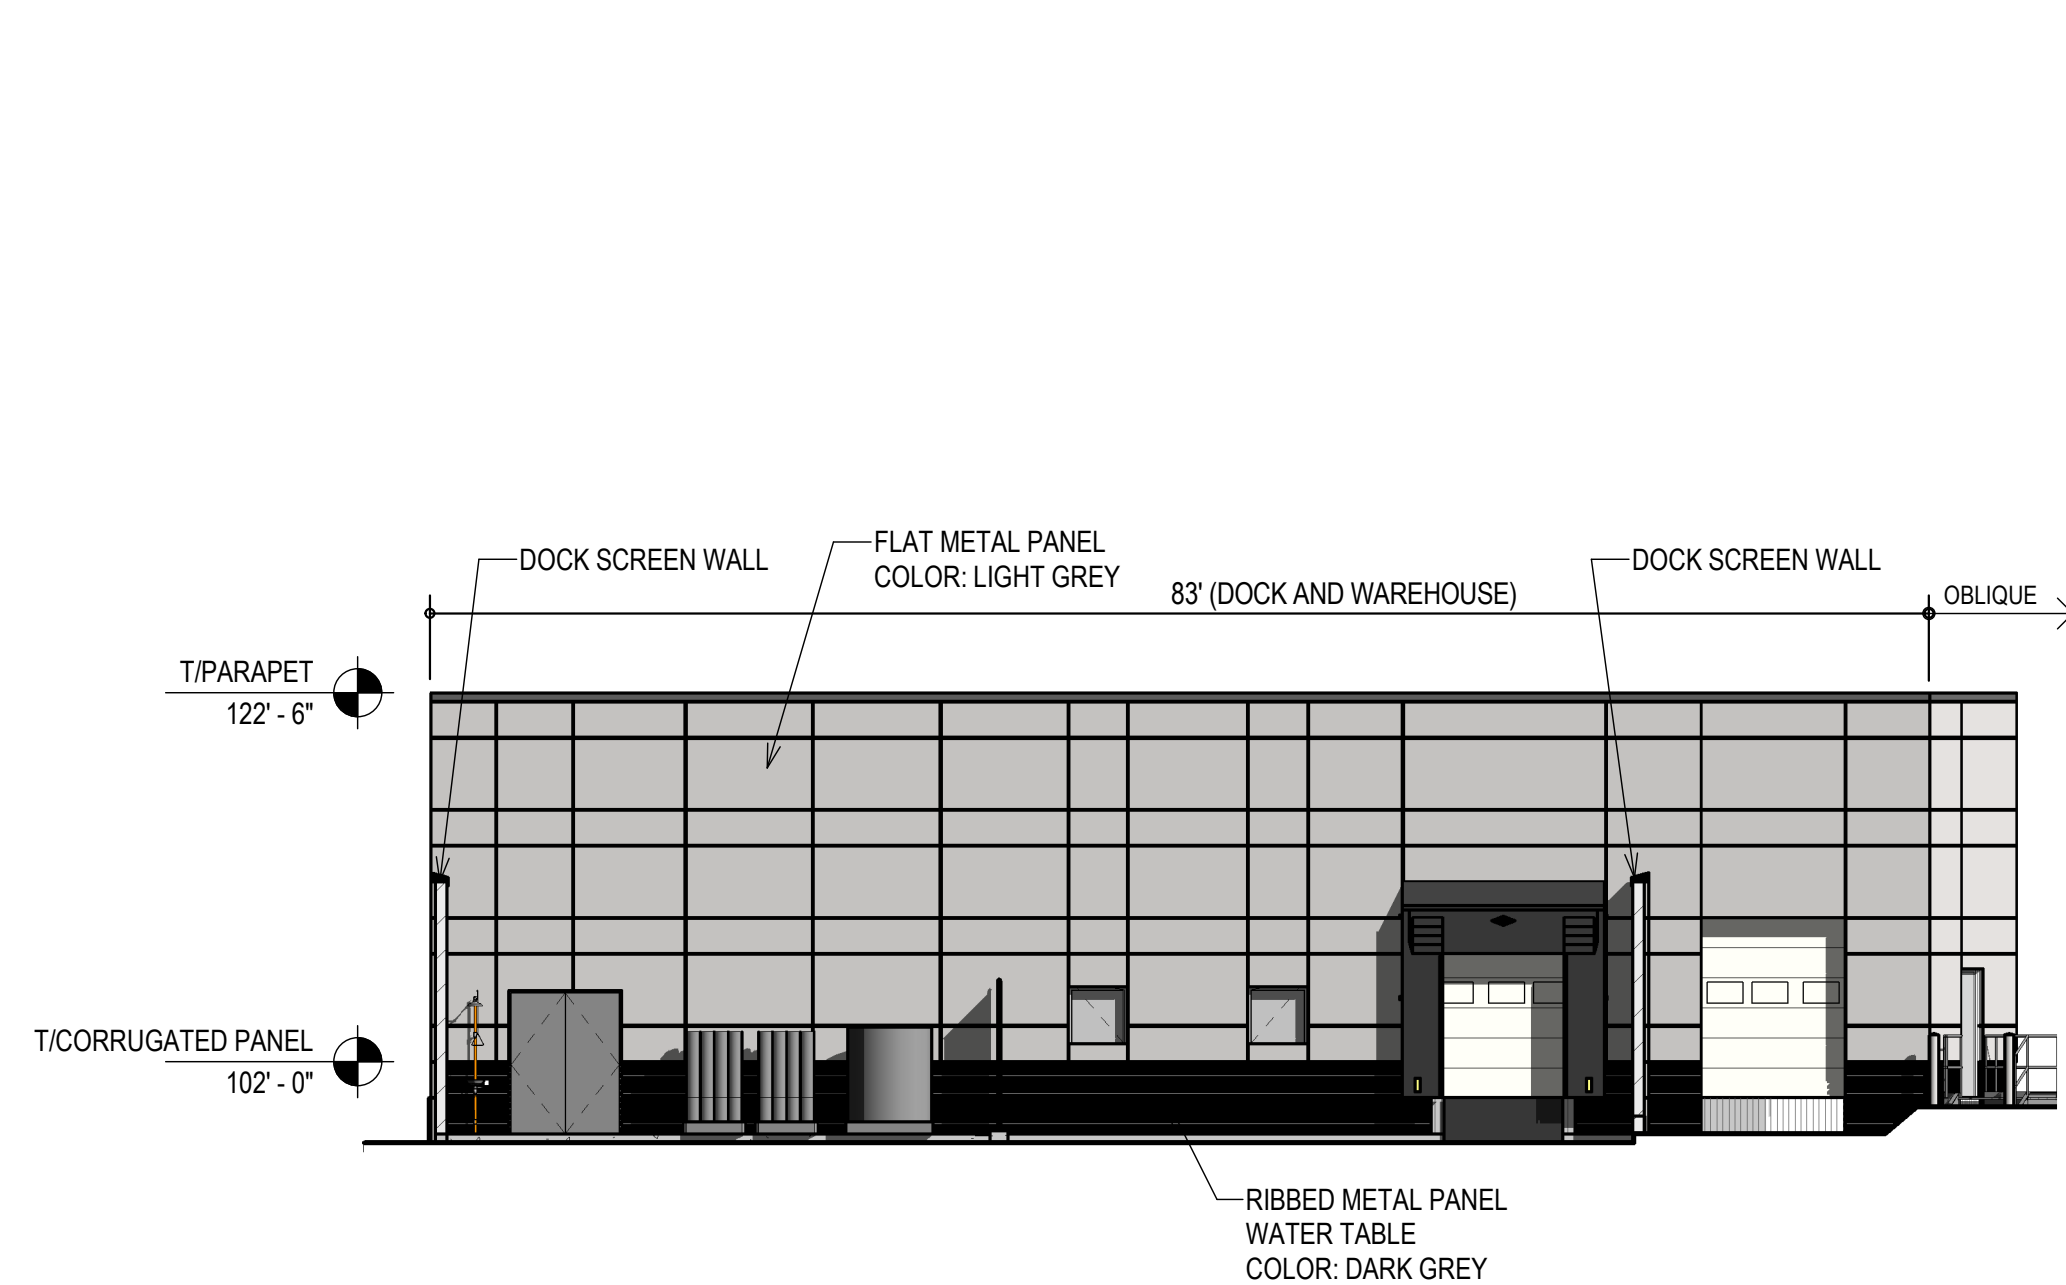 FLAT METAL PANEL
COLOR: LIGHT GREY
DOCK SCREEN WALL
DOCK SCREEN WALL
83' (DOCK AND WAREHOUSE)
OBLIQUE
T/PARAPET
122' - 6"
T/CORRUGATED PANEL
102' - 0"
RIBBED METAL PANEL
WATER TABLE
COLOR: DARK GREY